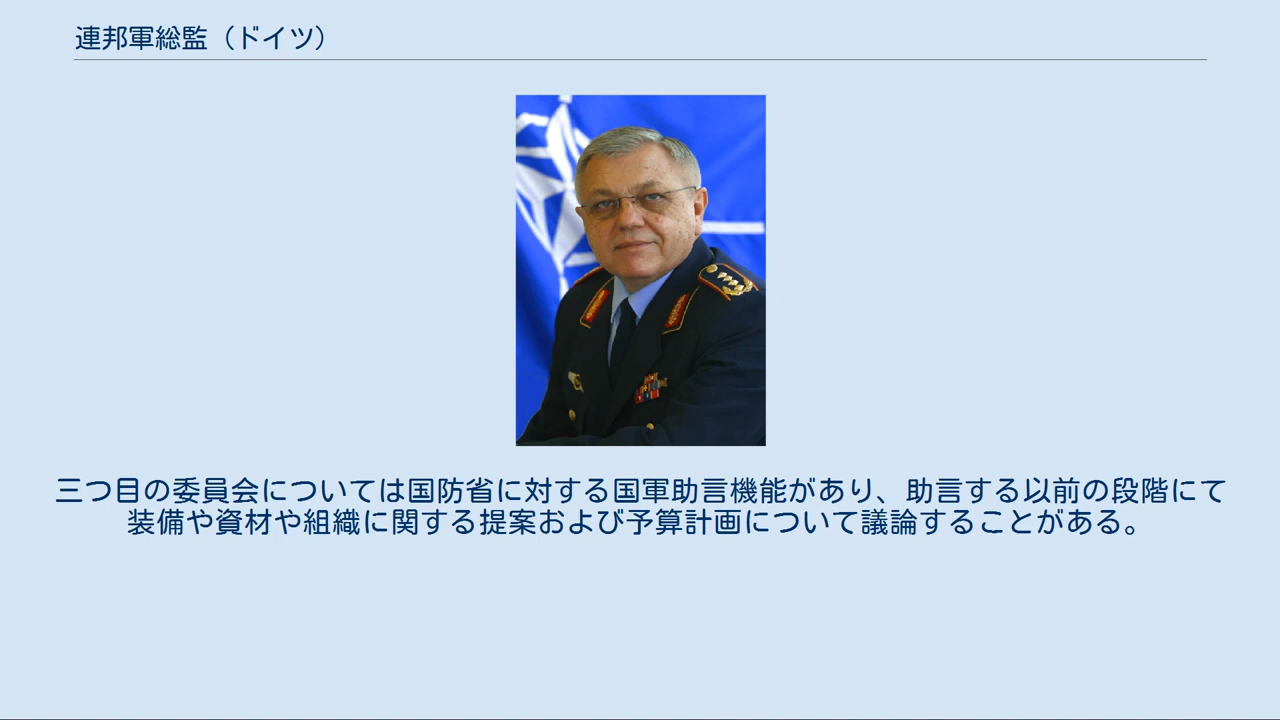 連邦軍総監（ドイツ）
三つ目の委員会については国防省に対する国軍助言機能があり、助言する以前の段階にて
装備や資材や組織に関する提案および予算計画について議論することがある。